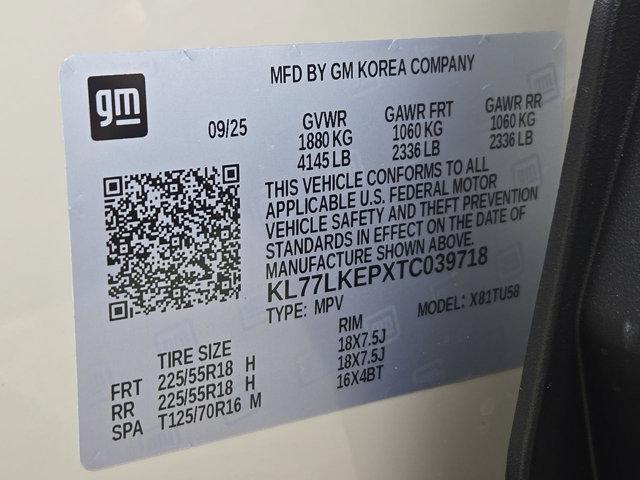 gm
MFD BY GM KOREA COMPANY
09/25
GVWR GAWR FRT GAWR RR
1880 KG 1060 KG 1060 KG
4145 LB 2336 LB 2336 LB
THIS VEHICLE CONFORMS TO ALL
APPLICABLE U.S. FEDERAL MOTOR
VEHICLE SAFETY AND THEFT PREVENTION
STANDARDS IN EFFECT ON THE DATE OF
MANUFACTURE SHOWN ABOVE.
KL77LKEPXTC039718
TYPE: MPV MODEL: X81TU58
TIRE SIZE RIM
FRT 225/55R18 H 18X7.5J
RR 225/55R18 H 18X7.5J
SPA T125/70R16 M 16X4BT